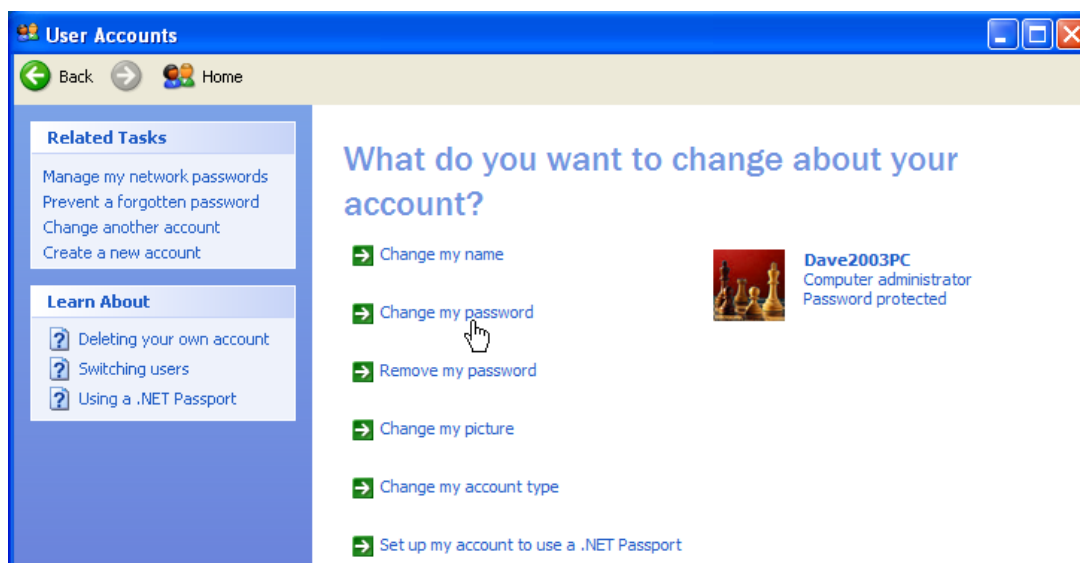 User Accounts
Back
Home
Related Tasks
Manage my network passwords
Prevent a forgotten password
Change another account
Create a new account
Learn About
Deleting your own account
Switching users
Using a .NET Passport
What do you want to change about your
account?
Change my name
Change my password
Remove my password
Change my picture
Change my account type
Set up my account to use a .NET Passport
Dave2003PC
Computer administrator
Password protected